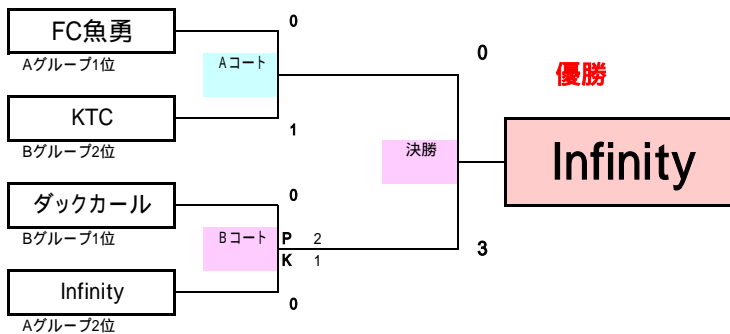 FC魚勇
Aグループ1位
0
Aコート
0
優勝
KTC
Bグループ2位
1
決勝
Infinity
ダックカール
Bグループ1位
0
Bコート
P 2
K 1
3
Infinity
Aグループ2位
0